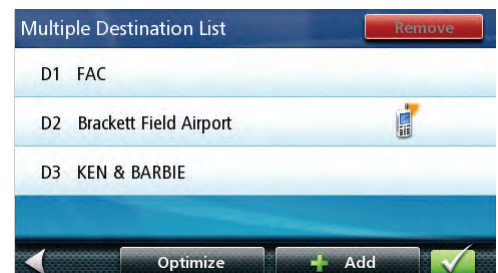 Multiple Destination List Remove
D1 FAC
D2 Brackett Field Airport
D3 KEN & BARBIE
Optimize Add